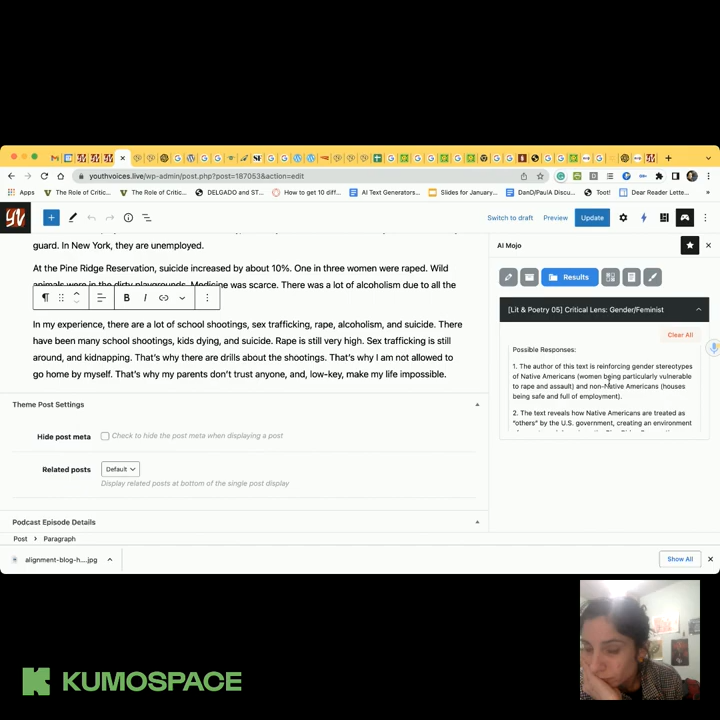 youthvoices.live/wp-admin/post.php?post=187053&action=edit
Apps
The Role of Critic...
The Role of Critic...
DELGADO and ST...
How to get 10 diff...
AI Text Generators...
Slides for January...
DanO/PaulA Discu...
Toot!
Dear Reader Lette...
Switch to draft
Preview
Update
guard. In New York, they are unemployed.
At the Pine Ridge Reservation, suicide increased by about 10%. One in three women were raped. Wild
animals were in the dirty playgrounds. Medicine was scarce. There was a lot of alcoholism due to all the
B I
In my experience, there are a lot of school shootings, sex trafficking, rape, alcoholism, and suicide. There
have been many school shootings, kids dying, and suicide. Rape is still very high. Sex trafficking is still
around, and kidnapping. That's why there are drills about the shootings. That's why I am not allowed to
go home by myself. That's why my parents don't trust anyone, and, low-key, make my life impossible.
Theme Post Settings
Hide post meta
Check to hide the post meta when displaying a post
Related posts
Default
Display related posts at bottom of the single post display
Podcast Episode Details
Post > Paragraph
AI Mojo
Results
[Lit & Poetry 05] Critical Lens: Gender/Feminist
Clear All
Possible Responses:
1. The author of this text is reinforcing gender stereotypes
of Native Americans (women being particularly vulnerable
to rape and assault) and non-Native Americans (houses
being safe and full of employment).
2. The text reveals how Native Americans are treated as
"others" by the U.S. government, creating an environment
alignment-blog-h....jpg
Show All
KUMOSPACE